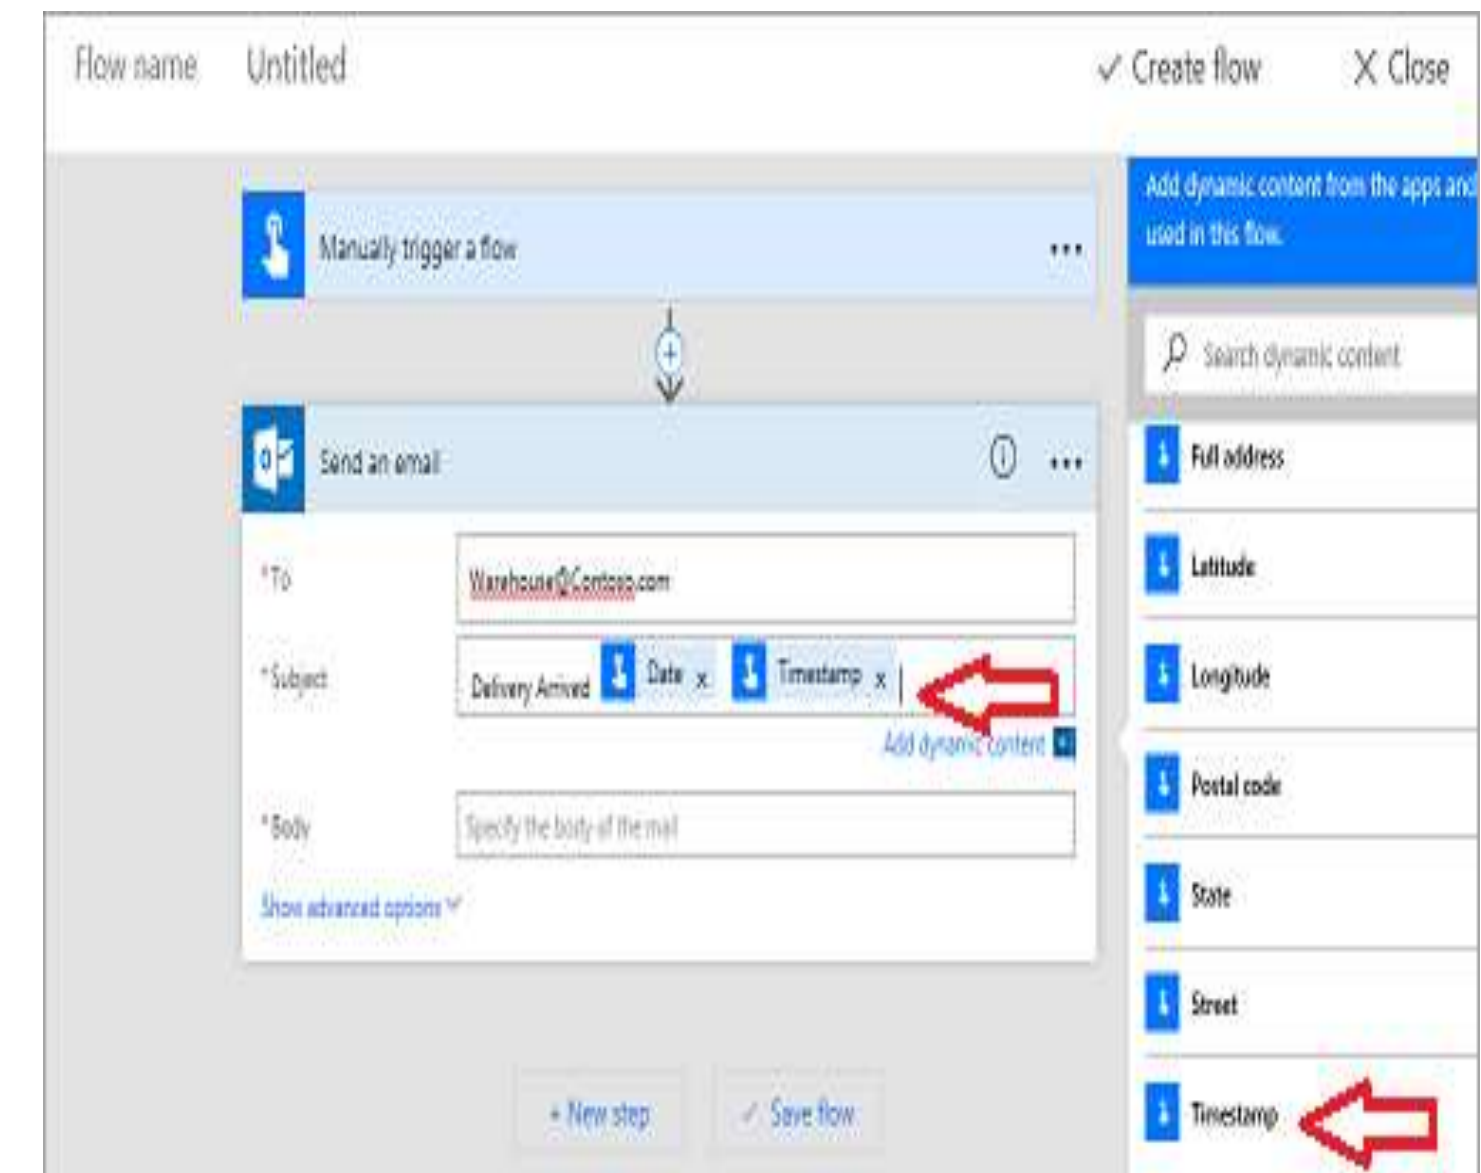 Flow name Untitled ✓ Create flow X Close
Add dynamic content from the apps and
used in this flow.
Manually trigger a flow ...
Search dynamic content
Send an email ...
Full address
Latitude
*To Warehouse@Contoso.com
Longitude
*Subject Delivery Arrived Date x Timestamp x
Add dynamic content +
Postal code
*Body Specify the body of the mail
Show advanced options
State
Street
+ New step ✓ Save flow
Timestamp